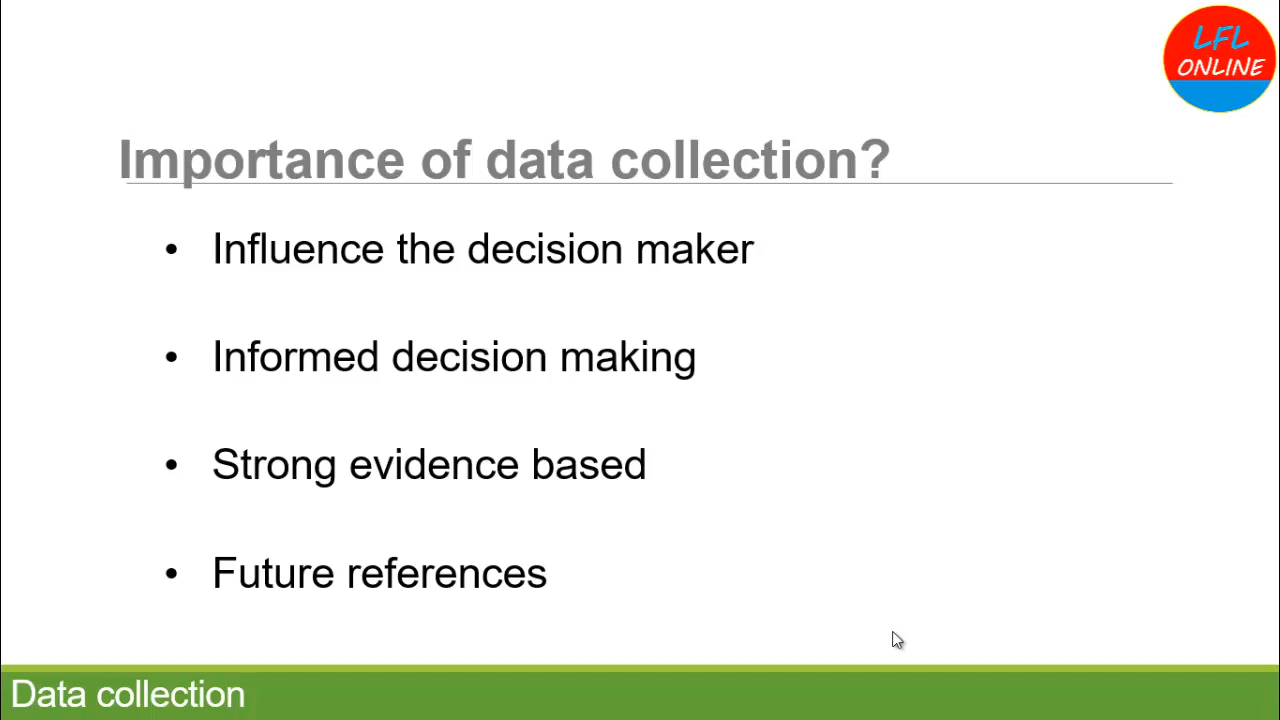 LFL
ONLINE
Importance of data collection?
• Influence the decision maker
• Informed decision making
• Strong evidence based
• Future references
Data collection